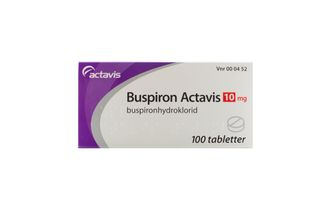 actavis
Vnr 00 04 52
Buspiron Actavis 10 mg
buspironhydroklorid
100 tabletter